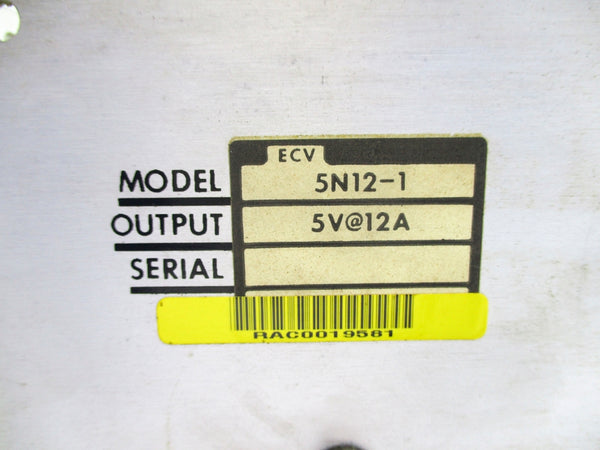 ECV
MODEL 5N12-1
OUTPUT 5V@12A
SERIAL
RAC0019581